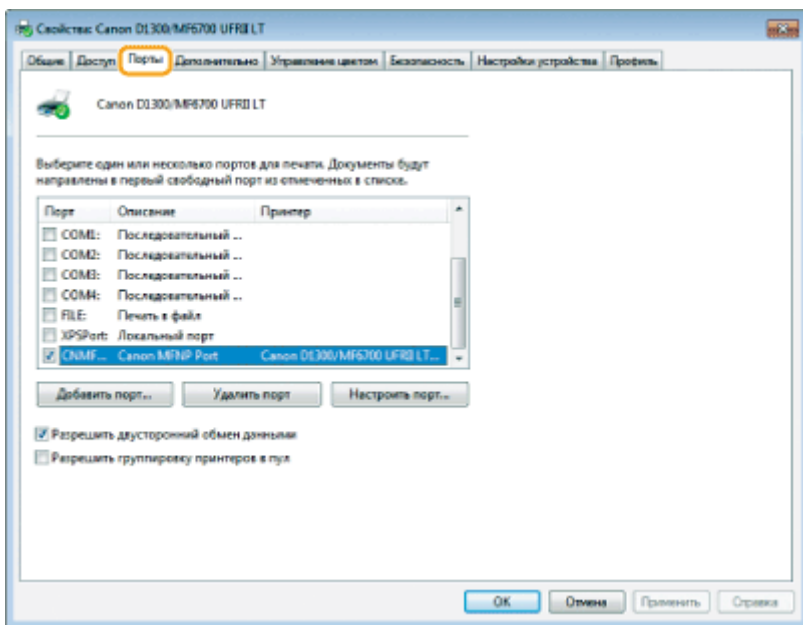 Свойства: Canon D1300/MF6700 UFRII LT
Общие Доступ Порты Дополнительно Управление цветом Безопасность Настройки устройства Профиль
Canon D1300/MF6700 UFRII LT
Выберите один или несколько портов для печати. Документы будут
направлены в первый свободный порт из отмеченных в списке.
Порт Описание Принтер
COM1: Последовательный ...
COM2: Последовательный ...
COM3: Последовательный ...
COM4: Последовательный ...
FILE: Печать в файл
XPSPort: Локальный порт
CNMF... Canon MFNP Port Canon D1300/MF6700 UFRII LT...
Добавить порт... Удалить порт Настроить порт...
Разрешить двусторонний обмен данными
Разрешить группировку принтеров в пул
OK Отмена Применить Справка